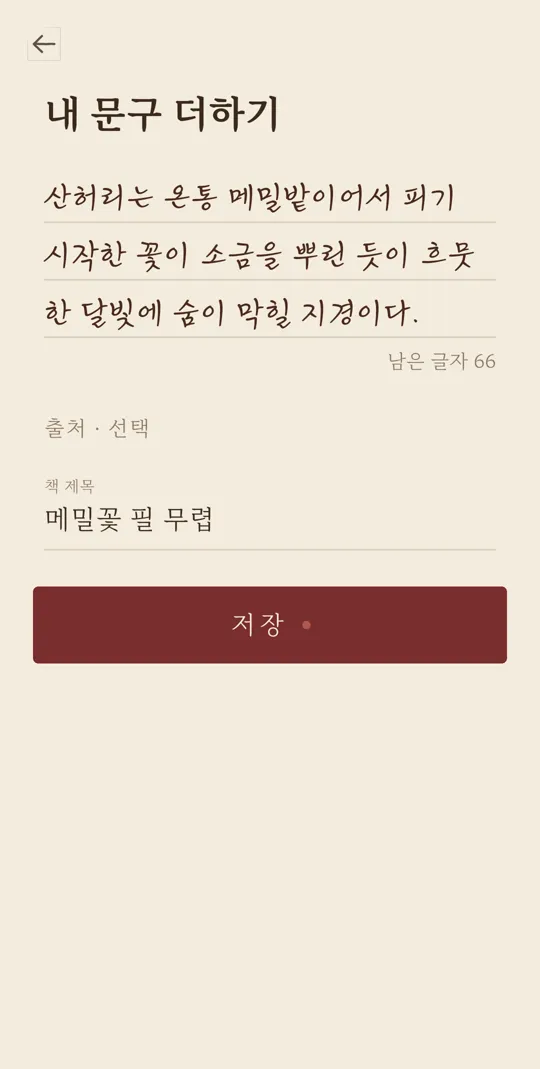 내 문구 더하기
산허리는 온통 메밀밭이어서 피기
시작한 꽃이 소금을 뿌린 듯이 흐뭇
한 달빛에 숨이 막힐 지경이다.
남은 글자 66
출처 · 선택
책 제목
메밀꽃 필 무렵
저장